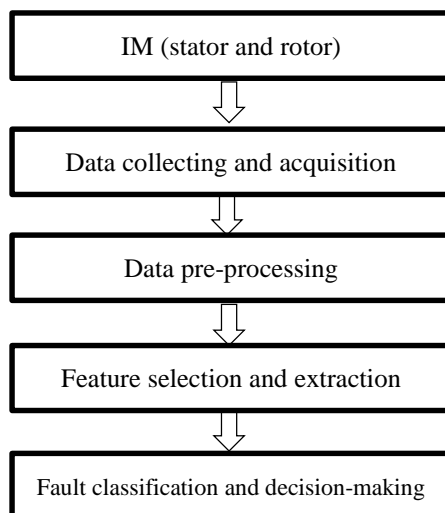 IM (stator and rotor)
Data collecting and acquisition
Data pre-processing
Feature selection and extraction
Fault classification and decision-making